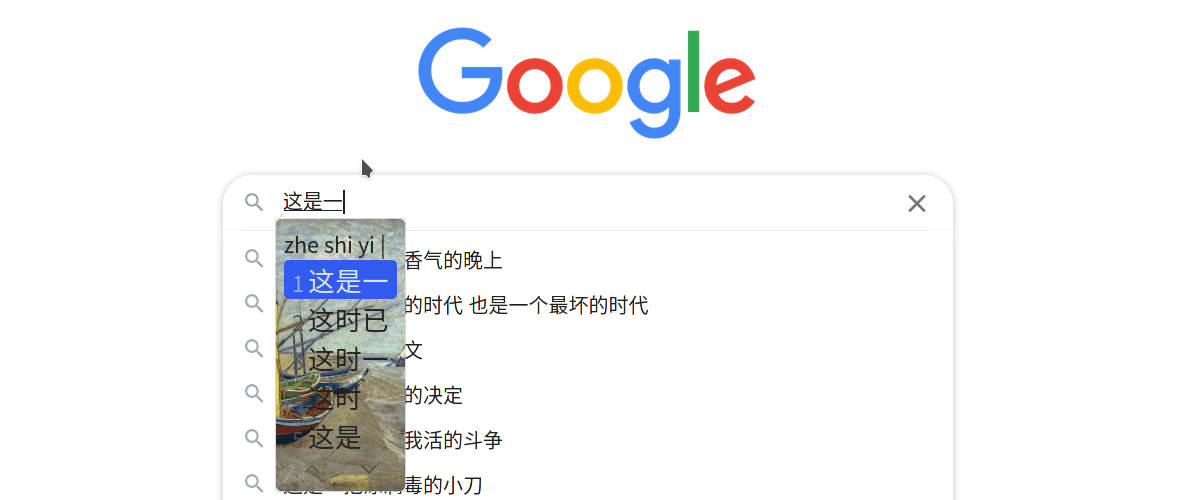 Google
这是一
zhe shi yi
1 这是一
2 这时已
3 这时一
这时
5 这是
香气的晚上
的时代 也是一个最坏的时代
文
的决定
我活的斗争
毒的小刀